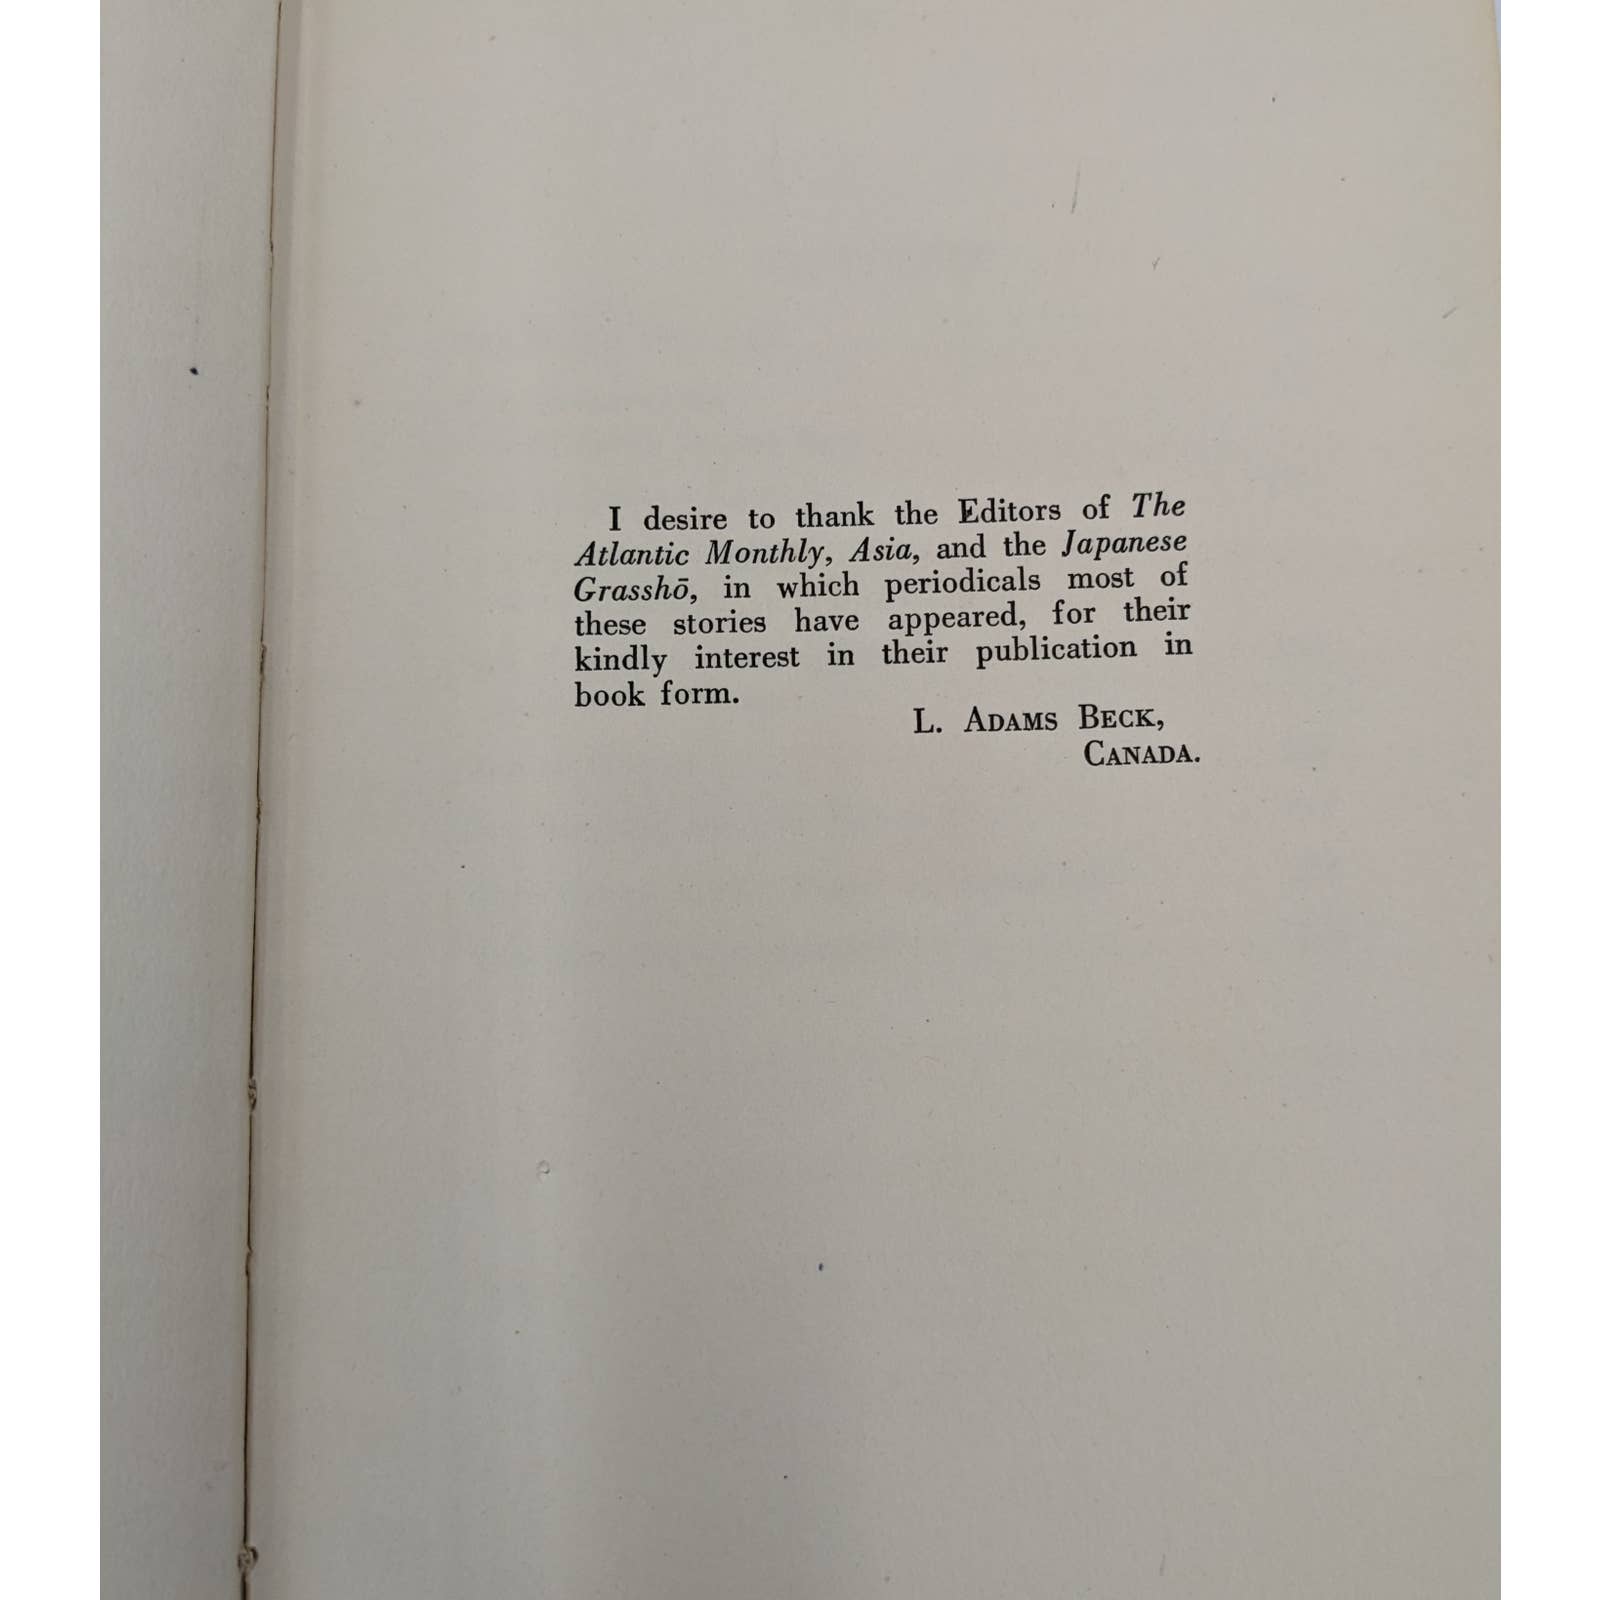 I desire to thank the Editors of The
Atlantic Monthly, Asia, and the Japanese
Grasshō, in which periodicals most of
these stories have appeared, for their
kindly interest in their publication in
book form.
L. ADAMS BECK,
CANADA.